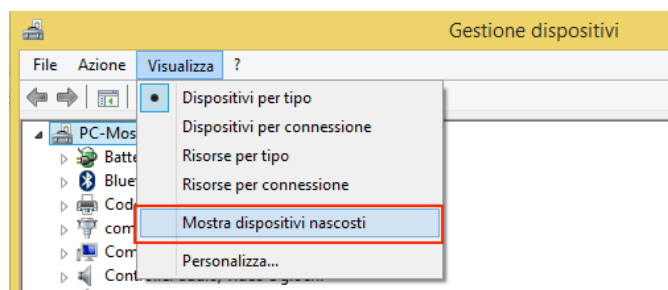 Gestione dispositivi
File Azione Visualizza ?
Dispositivi per tipo
Dispositivi per connessione
Risorse per tipo
Risorse per connessione
Mostra dispositivi nascosti
Personalizza...
PC-Mos
Batte
Blue
Cod
com
Com